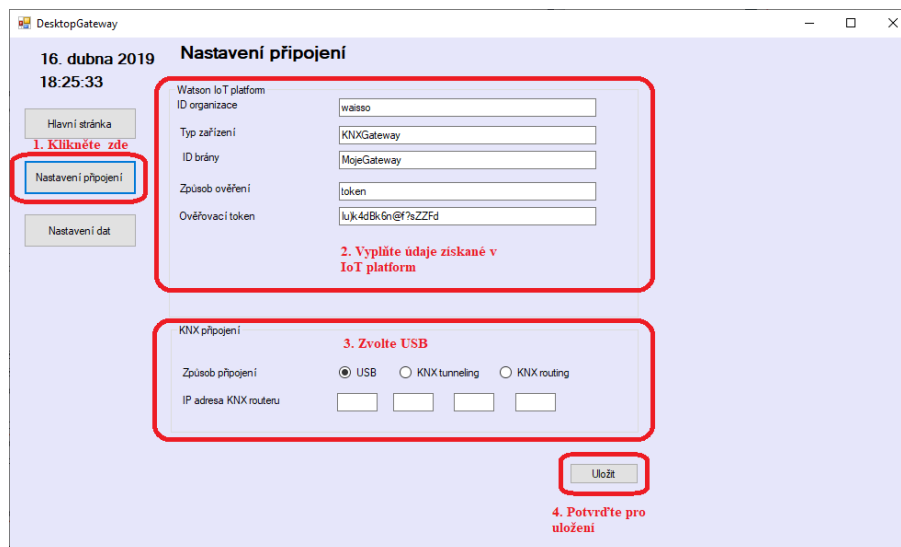 DesktopGateway
16. dubna 2019
18:25:33
Nastavení připojení
Hlavní stránka
1. Klikněte zde
Nastavení připojení
Nastavení dat
Watson IoT platform
ID organizace
waisso
Typ zařízení
KNXGateway
ID brány
MojeGateway
Způsob ověření
token
Ověřovací token
lu)k4dBk6n@f?sZZFd
2. Vyplňte údaje získané v
IoT platform
KNX připojení
3. Zvolte USB
Způsob připojení
USB
KNX tunneling
KNX routing
IP adresa KNX routeru
Uložit
4. Potvrďte pro
uložení